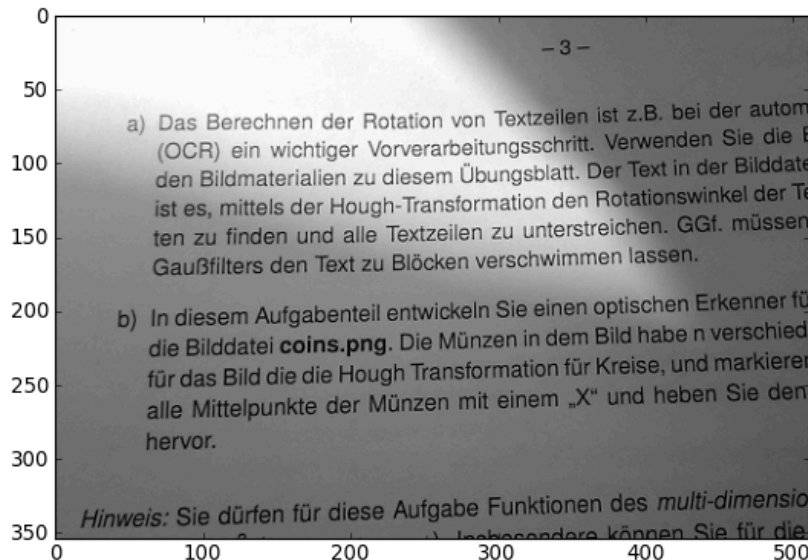 – 3 –
a) Das Berechnen der Rotation von Textzeilen ist z.B. bei der autom
(OCR) ein wichtiger Vorverarbeitungsschritt. Verwenden Sie die
den Bildmaterialien zu diesem Übungsblatt. Der Text in der Bilddate
ist es, mittels der Hough-Transformation den Rotationswinkel der Te
ten zu finden und alle Textzeilen zu unterstreichen. GGf. müssen
Gaußfilters den Text zu Blöcken verschwimmen lassen.
b) In diesem Aufgabenteil entwickeln Sie einen optischen Erkenner fü
die Bilddatei coins.png. Die Münzen in dem Bild habe n verschied
für das Bild die die Hough Transformation für Kreise, und markieren
alle Mittelpunkte der Münzen mit einem „X“ und heben Sie den
hervor.
Hinweis: Sie dürfen für diese Aufgabe Funktionen des multi-dimensio
Insbesondere können Sie für die
0
50
100
150
200
250
300
350
0 100 200 300 400 500